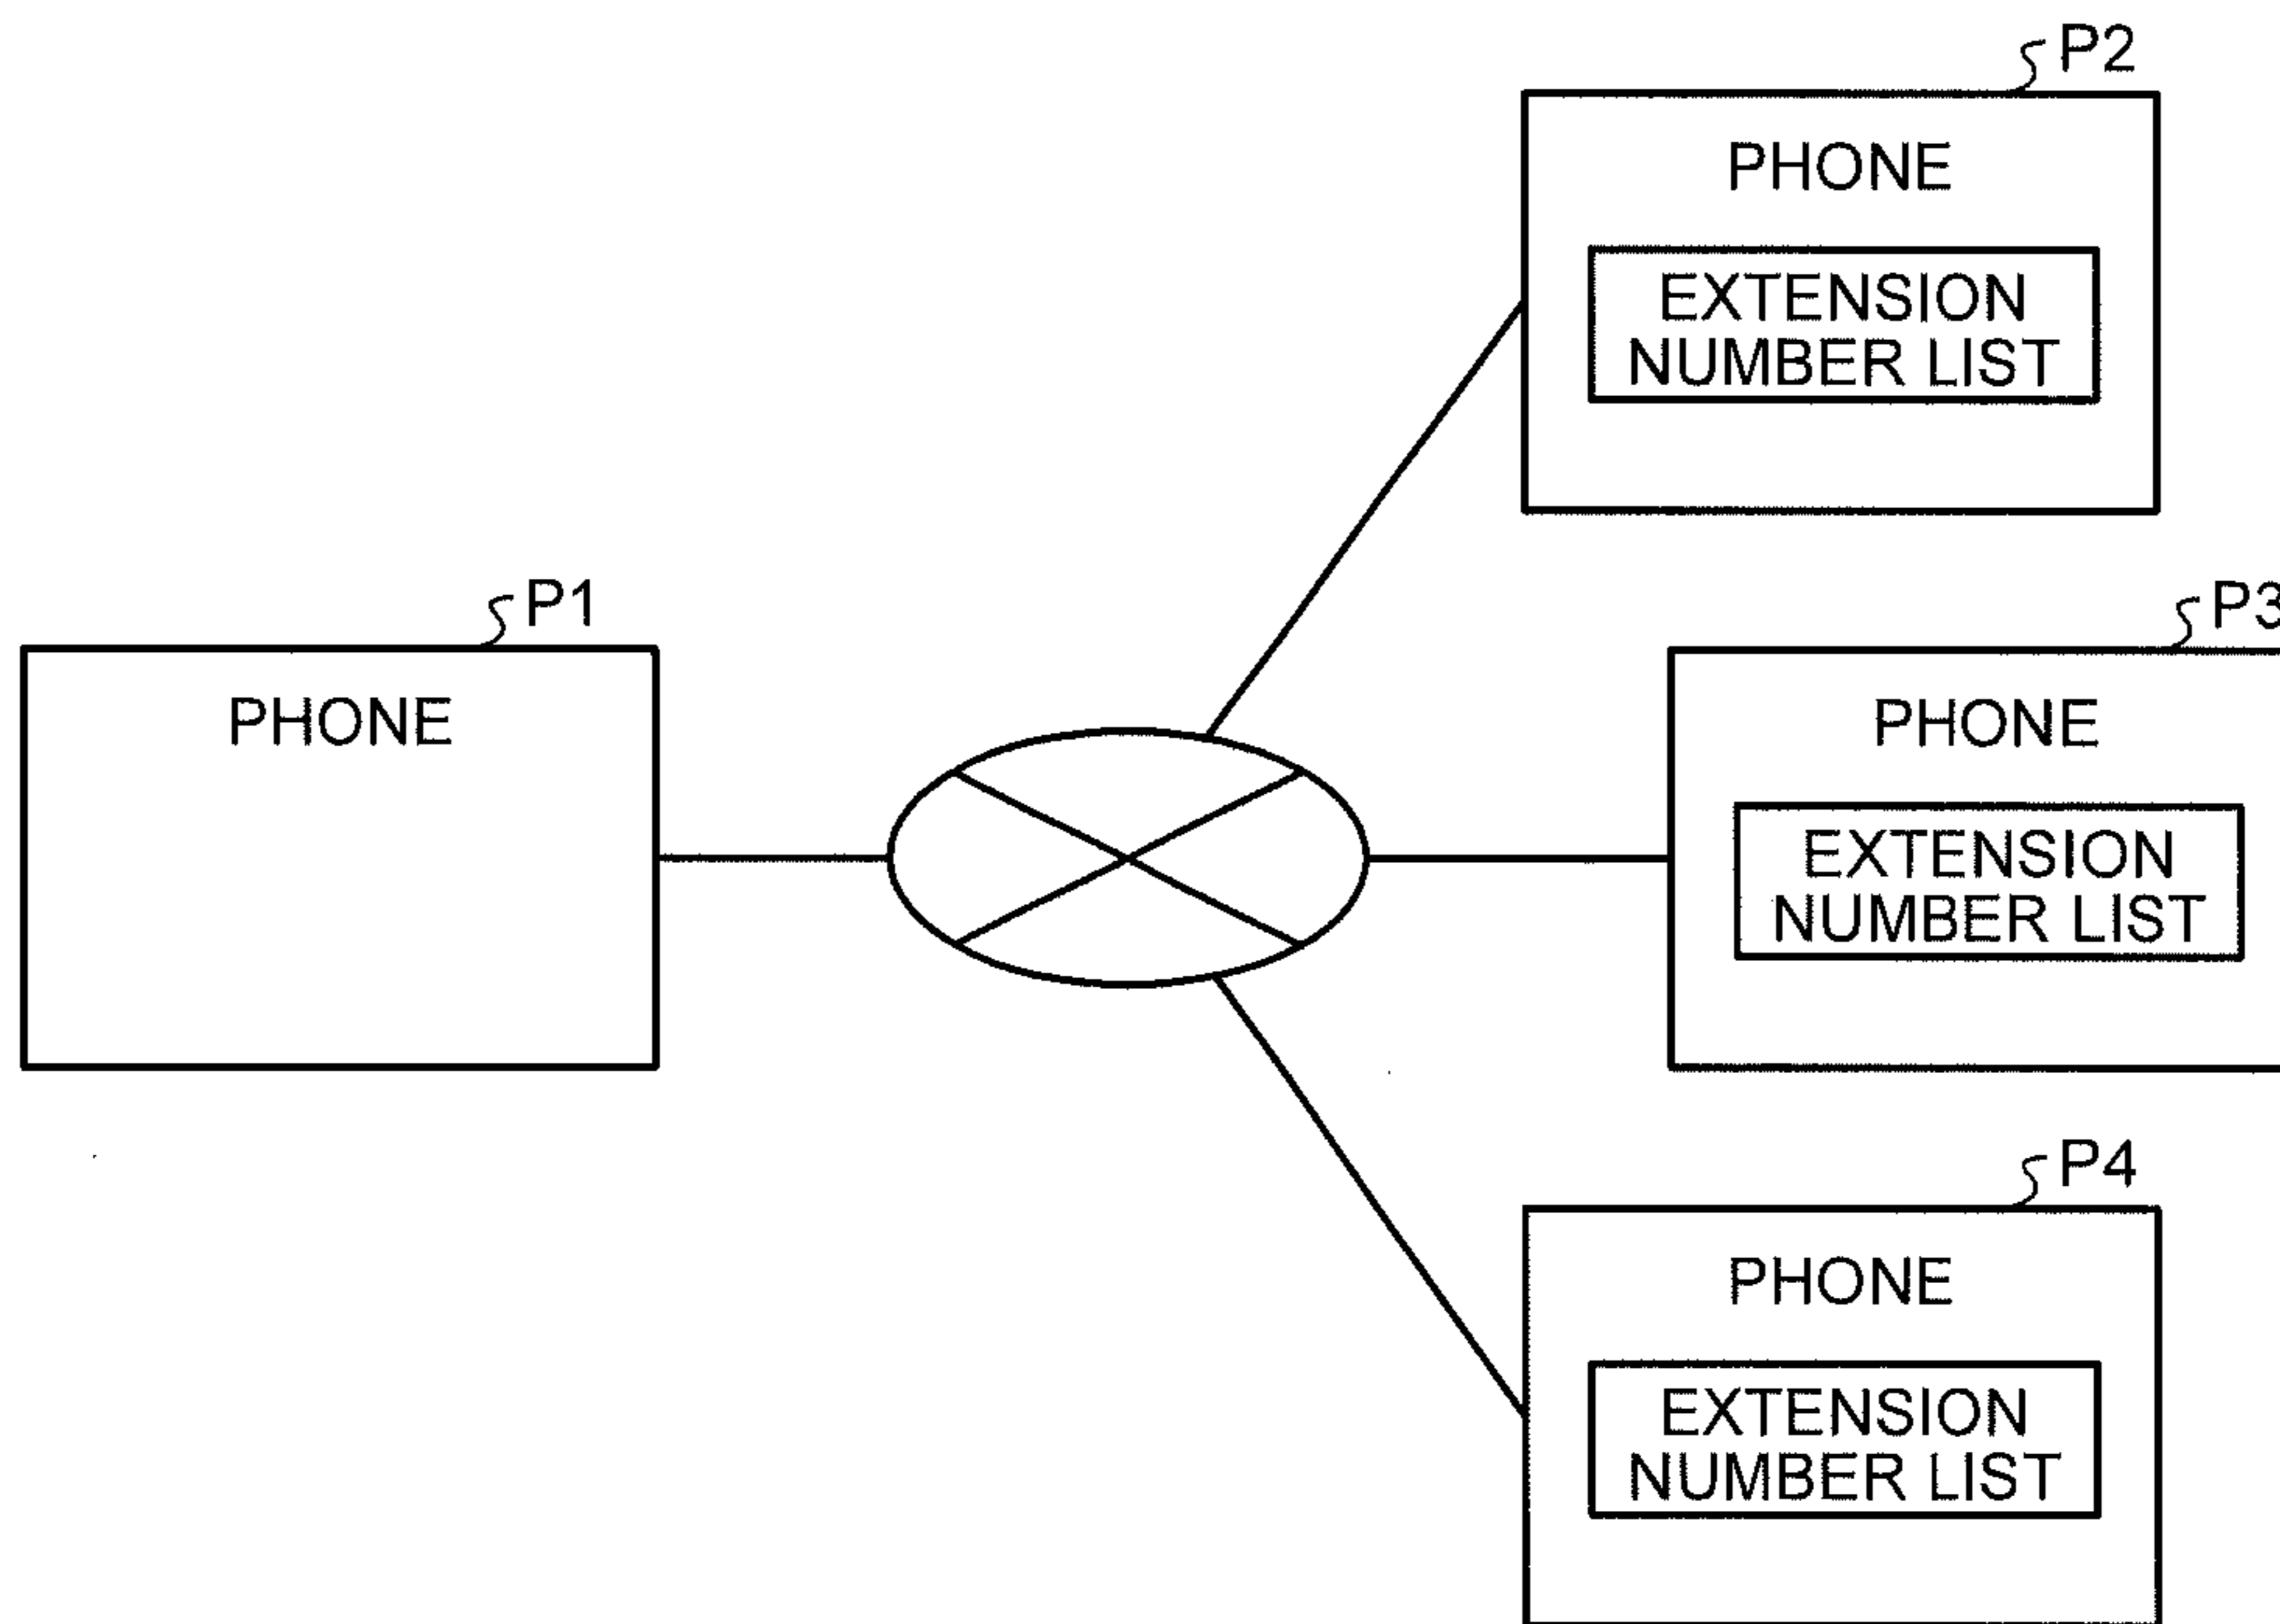 P2
PHONE
EXTENSION
NUMBER LIST
P1
PHONE
P3
PHONE
EXTENSION
NUMBER LIST
P4
PHONE
EXTENSION
NUMBER LIST